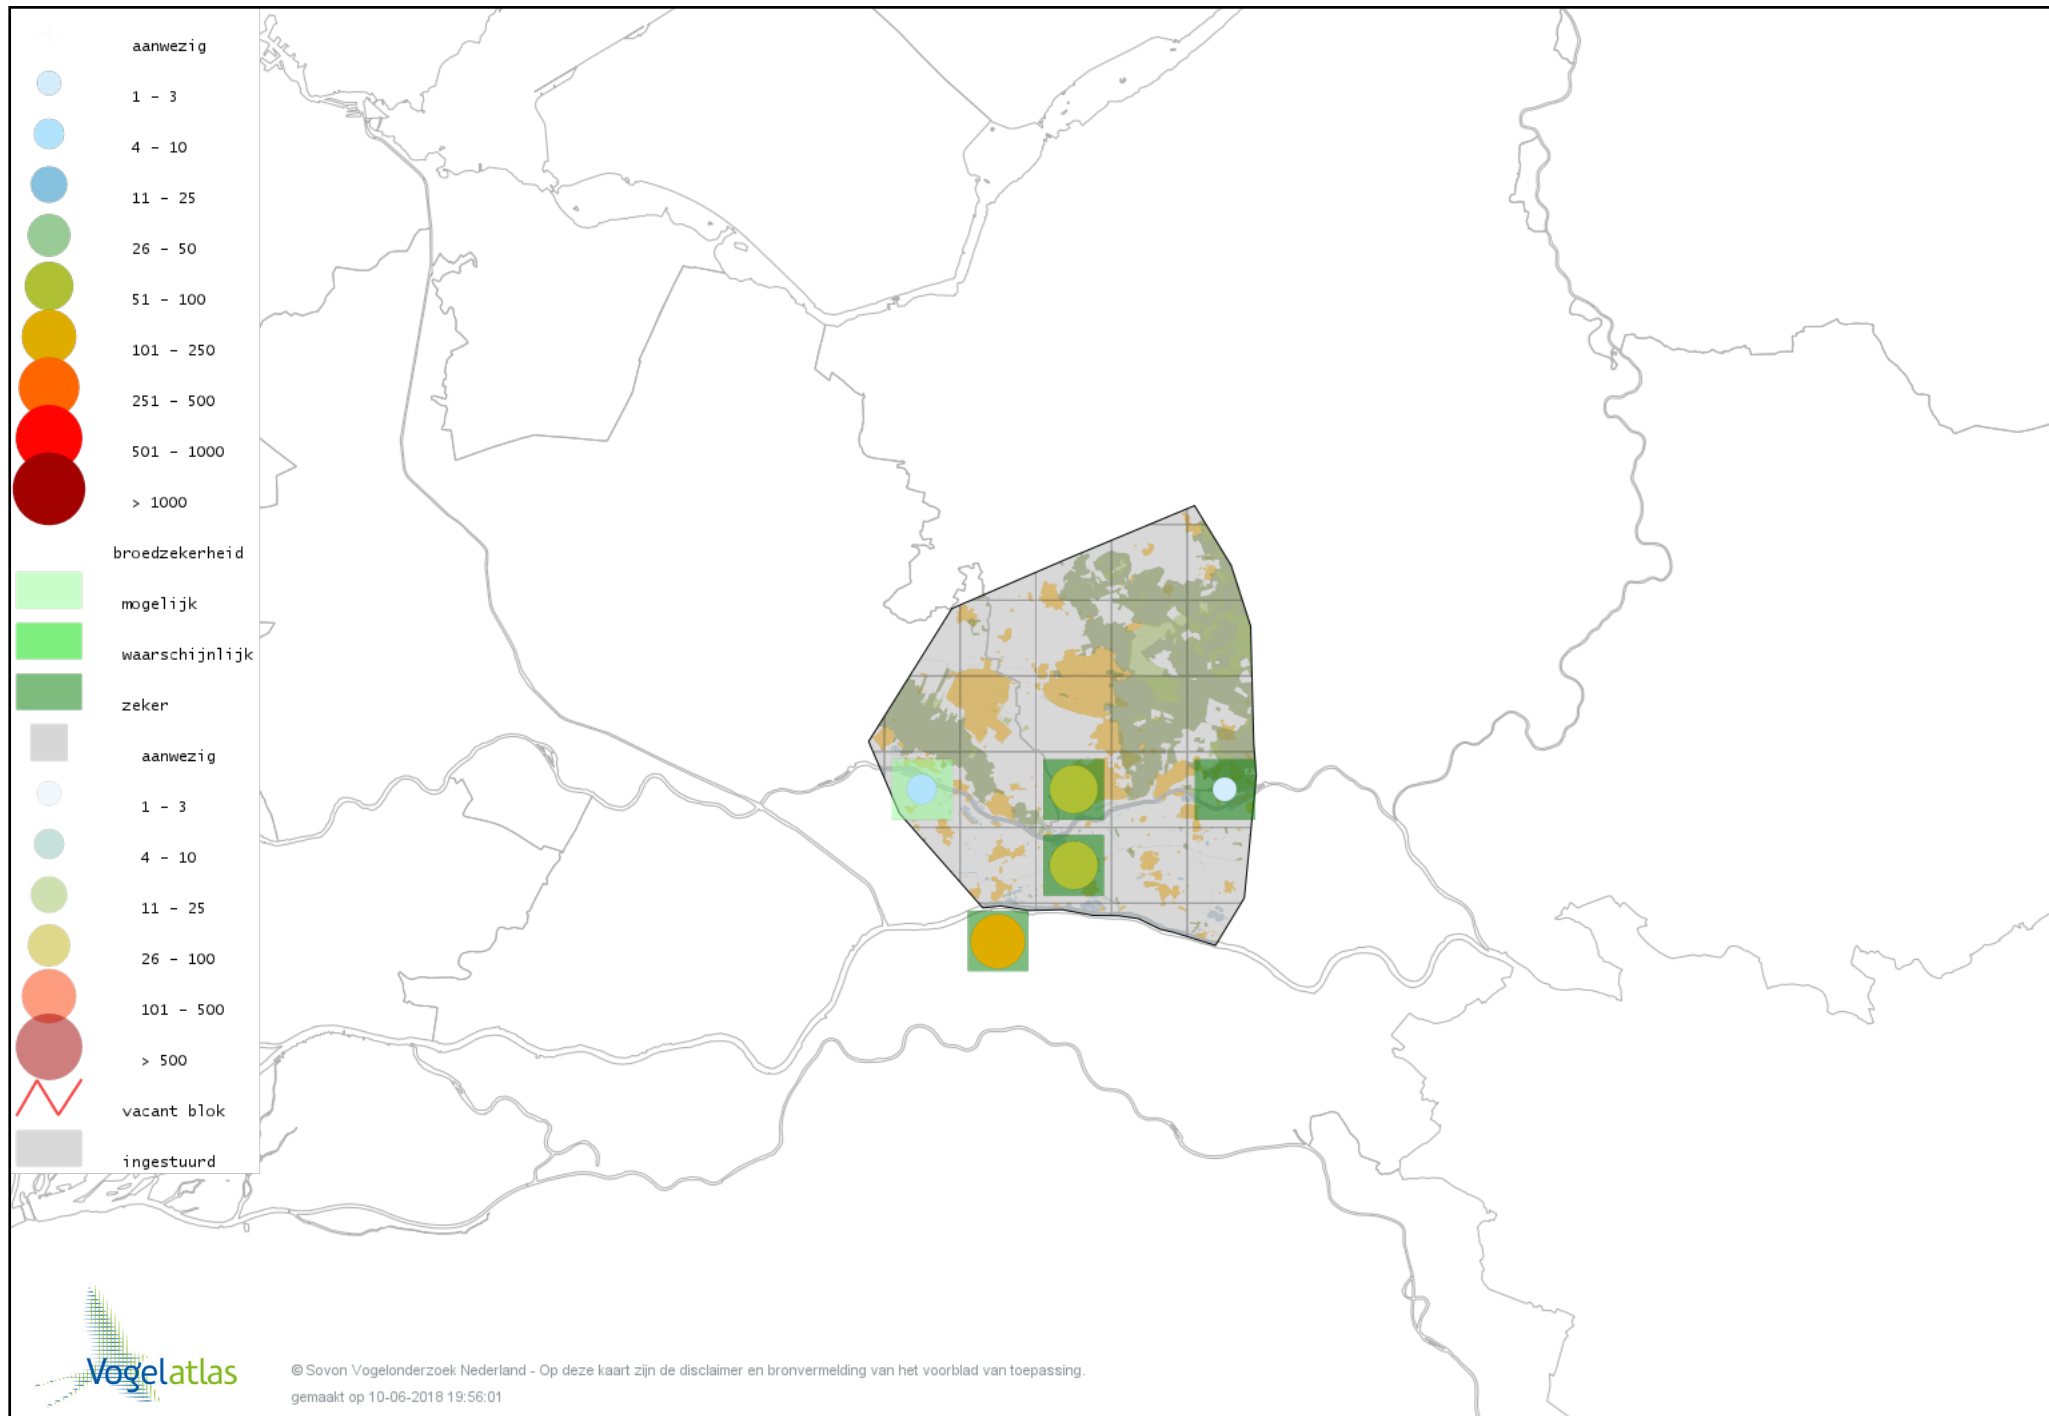 aanwezig
1 - 3
4 - 10
11 - 25
26 - 50
51 - 100
101 - 250
251 - 500
501 - 1000
> 1000
broedzekerheid
mogelijk
waarschijnlijk
zeker
aanwezig
1 - 3
4 - 10
11 - 25
26 - 100
101 - 500
> 500
vacant blok
ingestuurd
Vogelatlas
© Sovon Vogelonderzoek Nederland - Op deze kaart zijn de disclaimer en bronvermelding van het voorblad van toepassing.
gemaakt op 10-06-2018 19:56:01